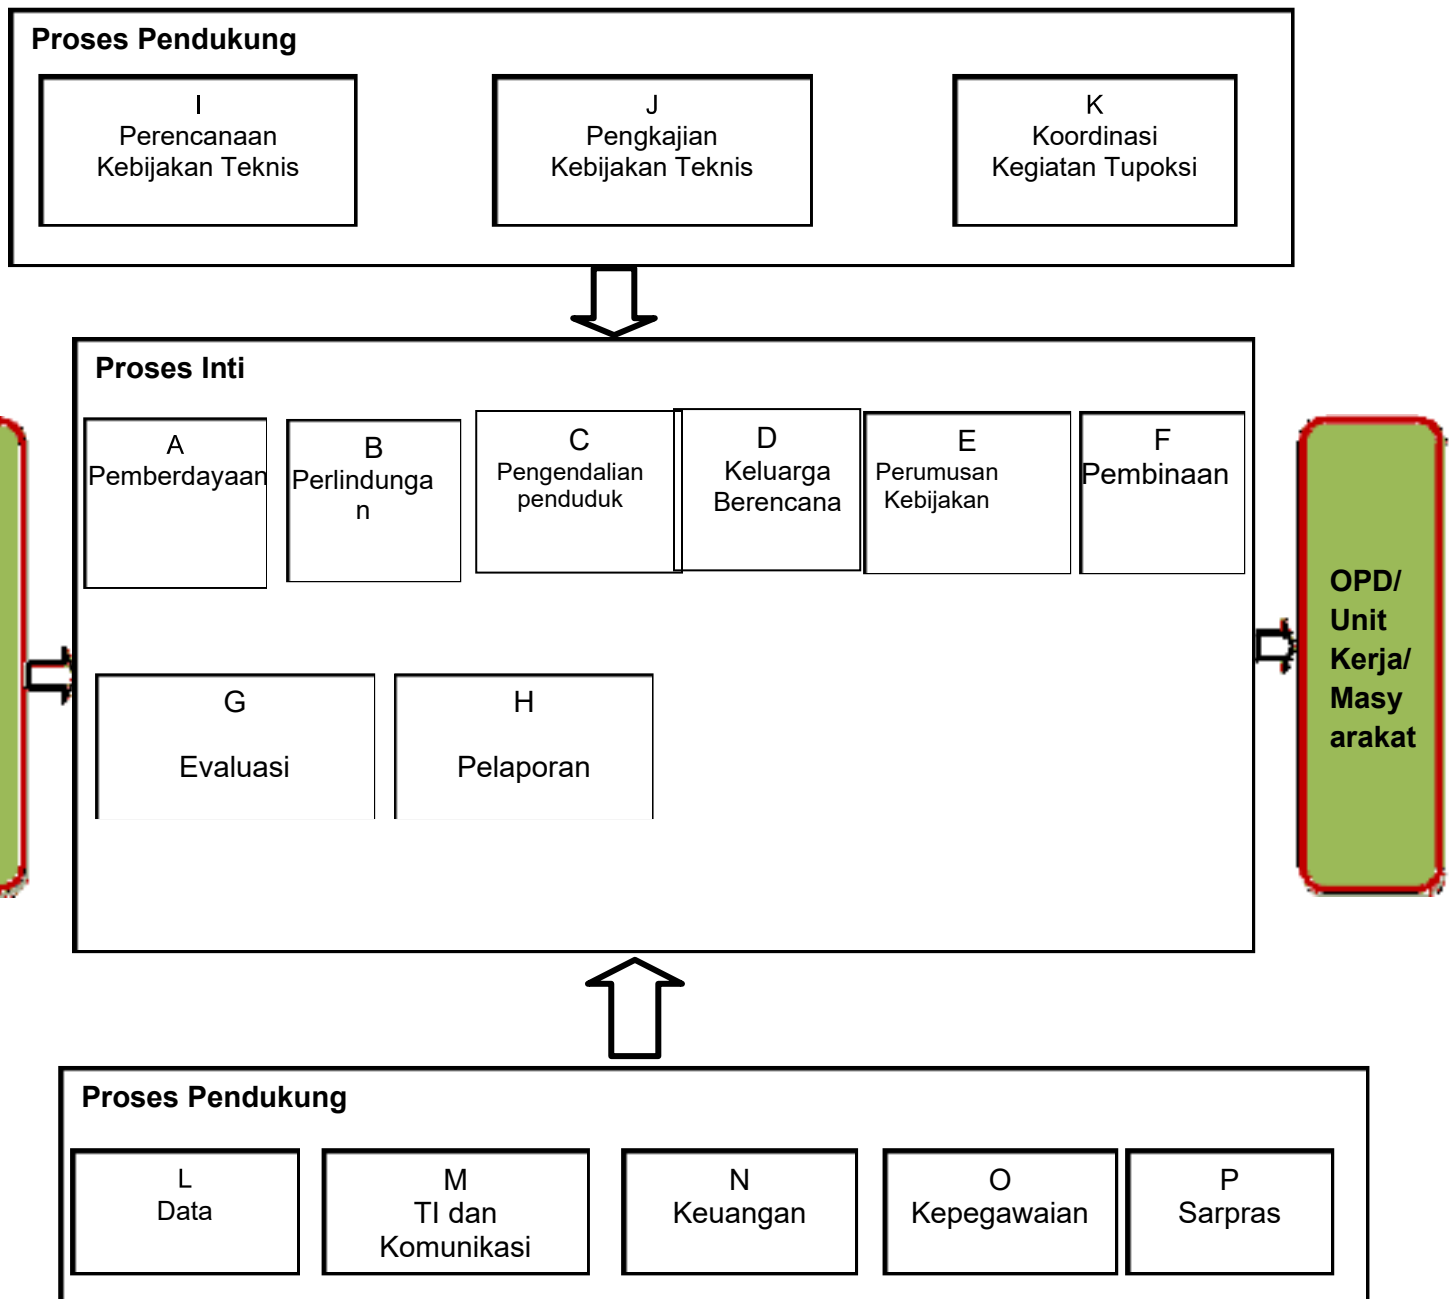 Proses Pendukung
I
Perencanaan
Kebijakan Teknis
J
Pengkajian
Kebijakan Teknis
K
Koordinasi
Kegiatan Tupoksi
Proses Inti
A
Pemberdayaan
B
Perlindunga
n
C
Pengendalian
penduduk
D
Keluarga
Berencana
E
Perumusan
Kebijakan
F
Pembinaan
G
Evaluasi
H
Pelaporan
OPD/
Unit
Kerja/
Masy
arakat
Proses Pendukung
L
Data
M
TI dan
Komunikasi
N
Keuangan
O
Kepegawaian
P
Sarpras